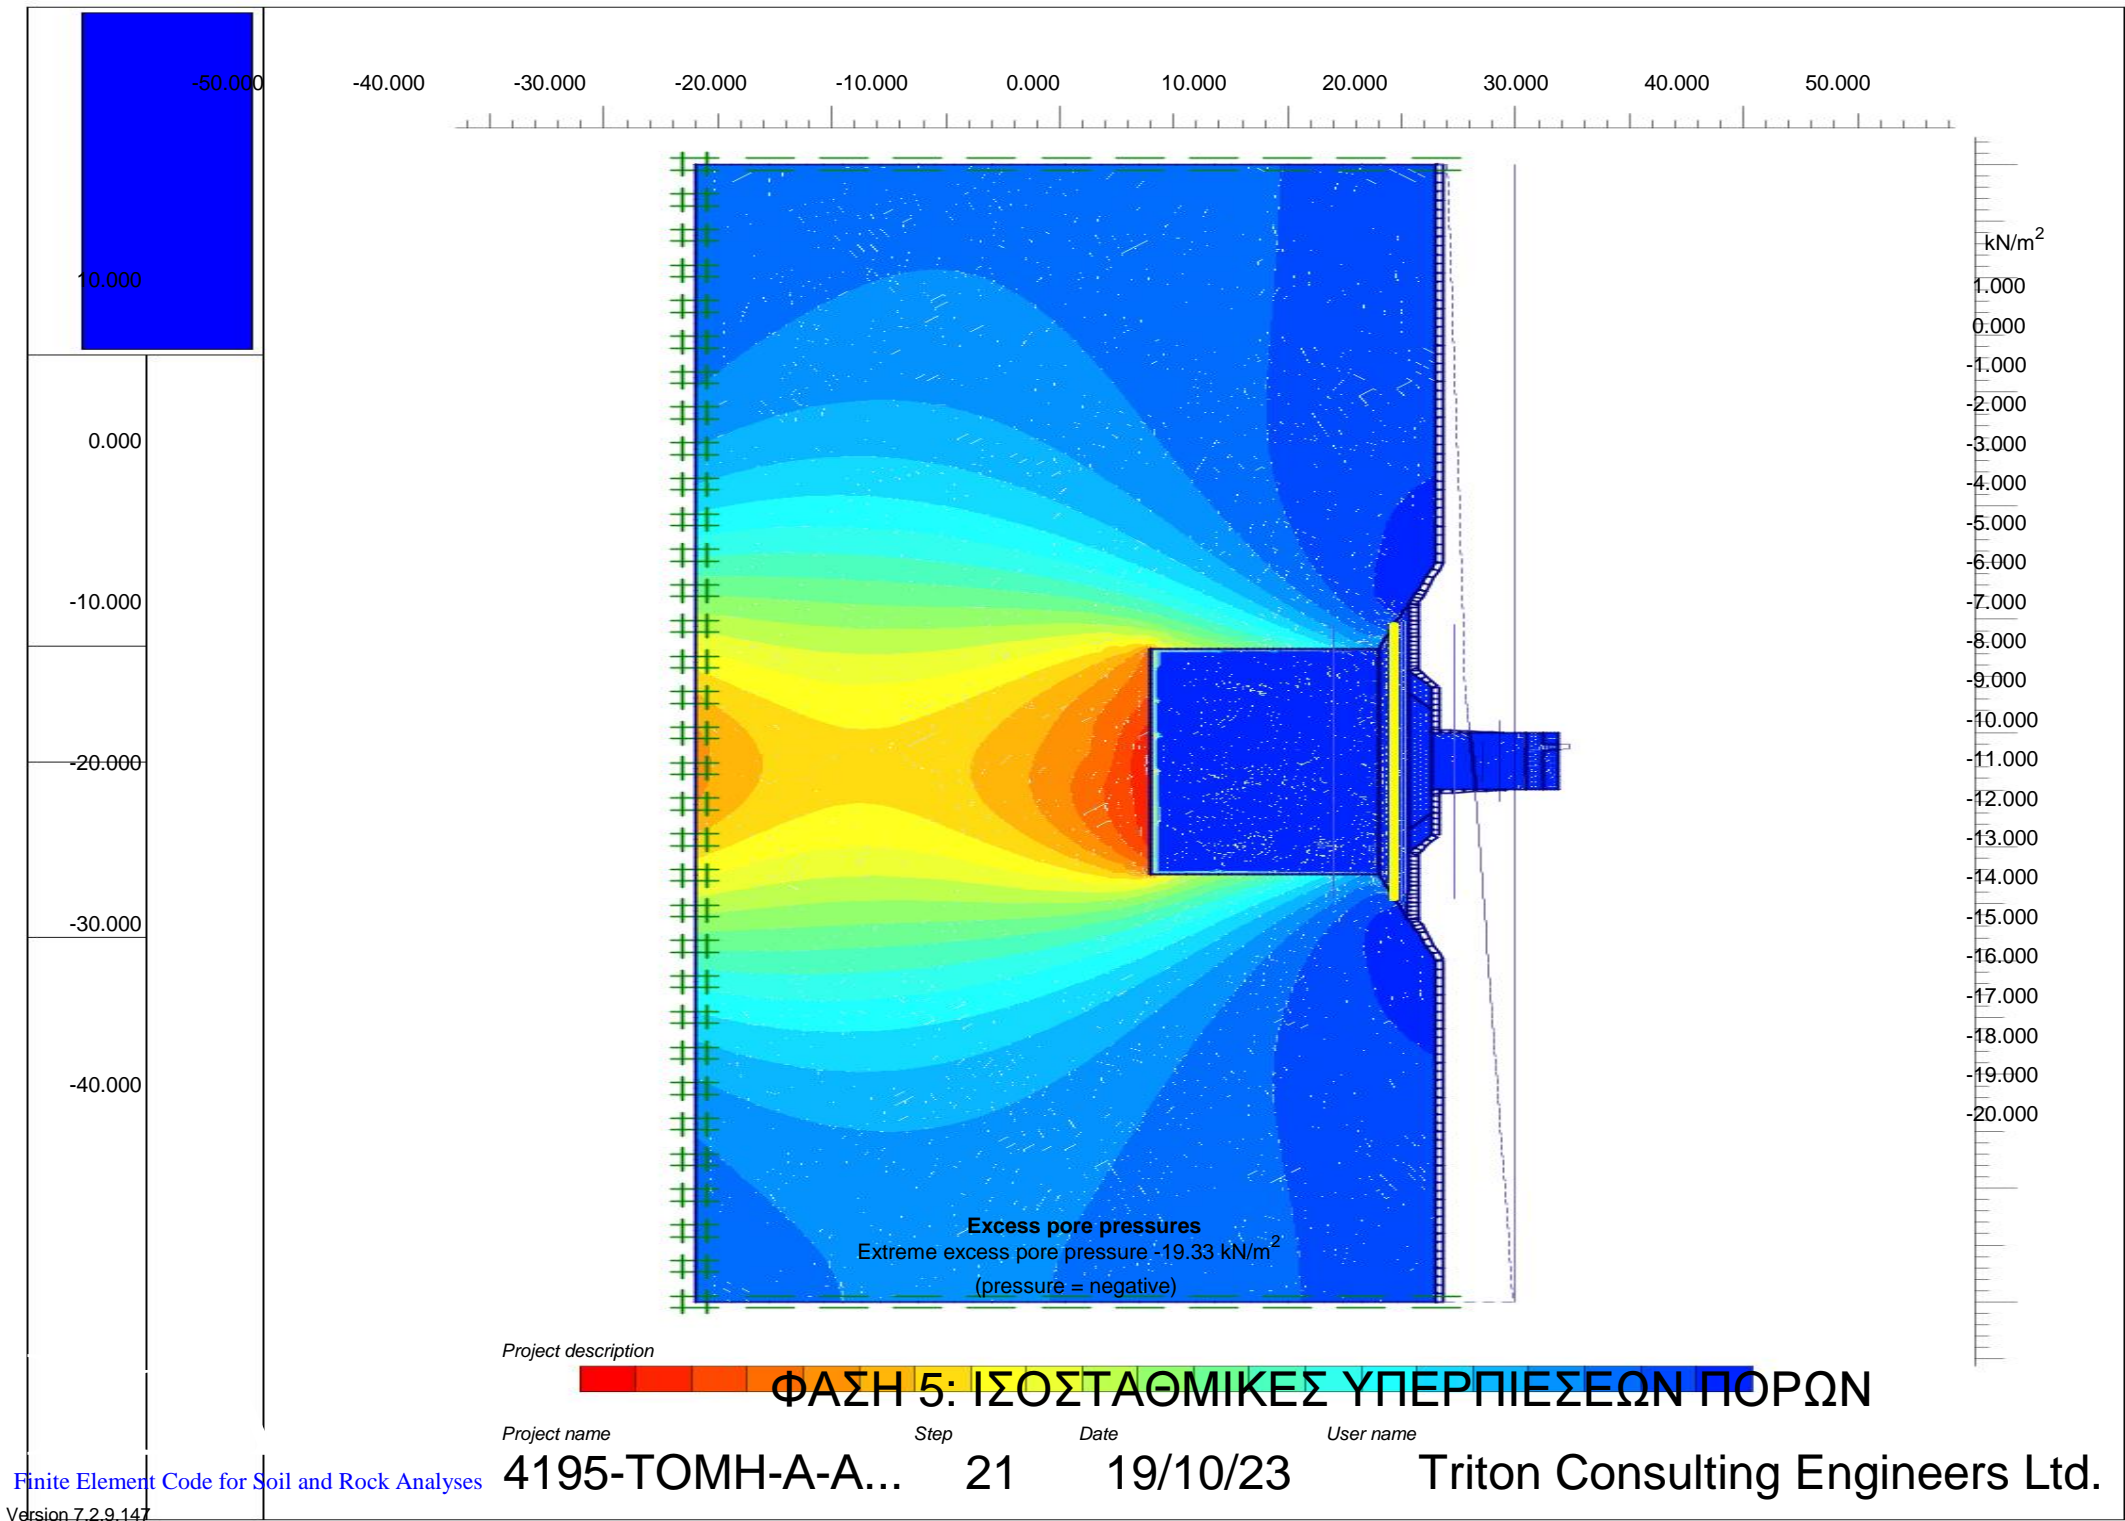 -50.000 -40.000 -30.000 -20.000 -10.000 0.000 10.000 20.000 30.000 40.000 50.000
10.000
0.000
-10.000
-20.000
-30.000
-40.000
kN/m²
1.000
0.000
-1.000
-2.000
-3.000
-4.000
-5.000
-6.000
-7.000
-8.000
-9.000
-10.000
-11.000
-12.000
-13.000
-14.000
-15.000
-16.000
-17.000
-18.000
-19.000
-20.000
Excess pore pressures
Extreme excess pore pressure -19.33 kN/m²
(pressure = negative)
Project description
ΦΑΣΗ 5: ΙΣΟΣΤΑΘΜΙΚΕΣ ΥΠΕΡΠΙΕΣΕΩΝ ΠΟΡΩΝ
Project name Step Date User name
4195-ΤΟΜΗ-Α-Α... 21 19/10/23 Triton Consulting Engineers Ltd.
Finite Element Code for Soil and Rock Analyses
Version 7.2.9.147